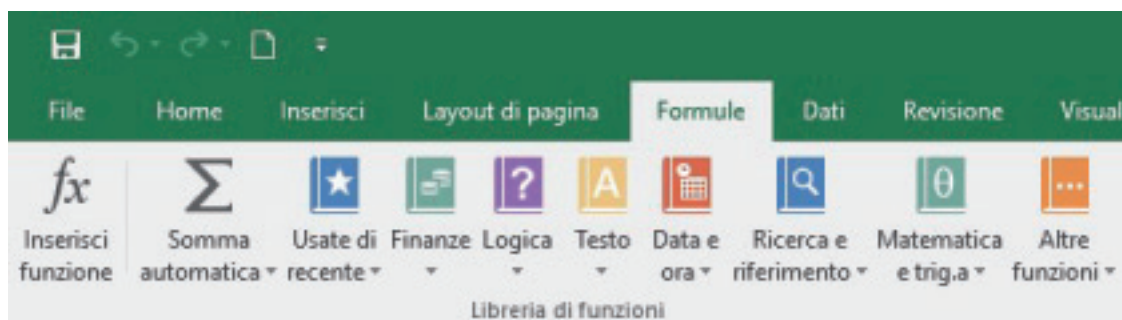 File Home Inserisci Layout di pagina Formule Dati Revisione Visual
fx Σ ? A θ
Inserisci Somma Usate di Finanze Logica Testo Data e Ricerca e Matematica Altre
funzione automatica recente ora riferimento e trig.a funzioni
Libreria di funzioni